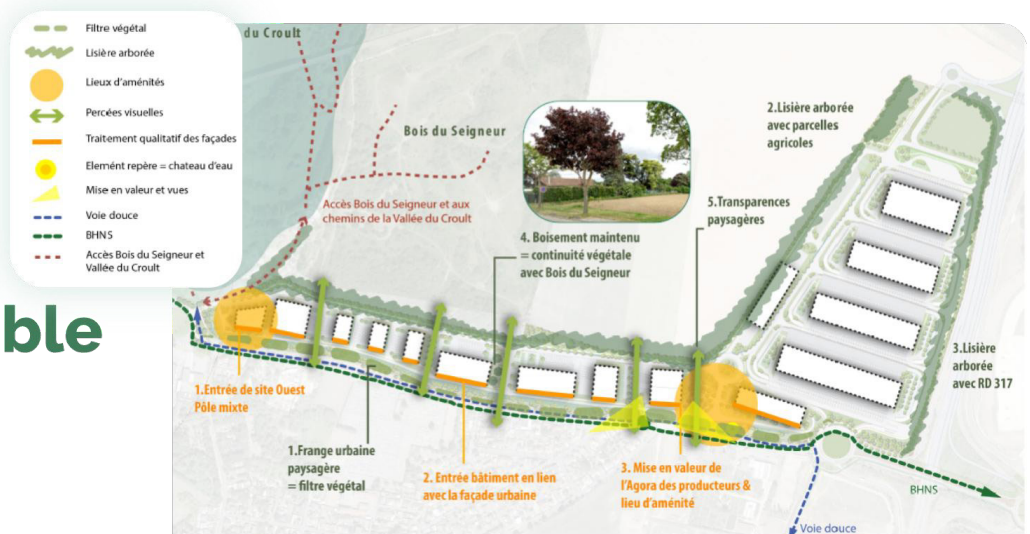 Filtre végétal
Lisière arborée
Lieux d'aménités
Percées visuelles
Traitement qualitatif des façades
Elemént repère = chateau d'eau
Mise en valeur et vues
Voie douce
BHNS
Accès Bois du Seigneur et
Vallée du Croult
ble
du Croult
Bois du Seigneur
Accès Bois du Seigneur et aux
chemins de la Vallée du Croult
4. Boisement maintenu
= continuité végétale
avec Bois du Seigneur
2.Lisière arborée
avec parcelles
agricoles
5.Transparences
paysagères
3.Lisière
arborée
avec RD 317
1.Entrée de site Ouest
Pôle mixte
1.Frange urbaine
paysagère
= filtre végétal
2. Entrée bâtiment en lien
avec la façade urbaine
3. Mise en valeur de
l'Agora des producteurs &
lieu d'aménité
BHNS
Voie douce